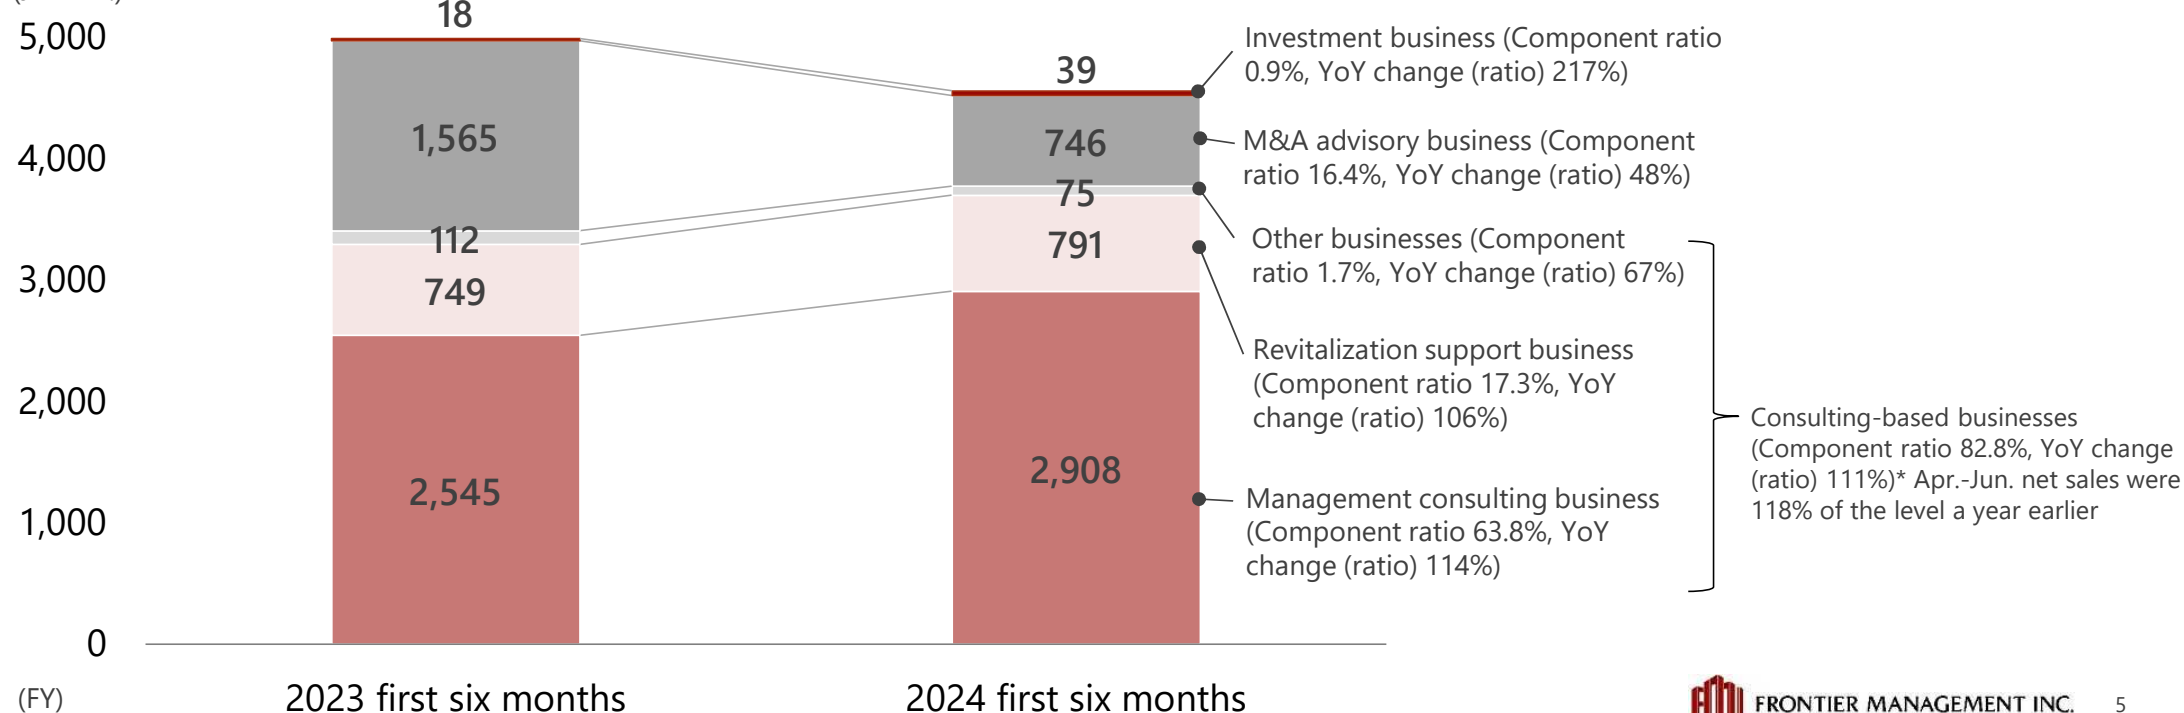 5,000
4,000
3,000
2,000
1,000
0
(FY)
18
1,565
112
749
2,545
2023 first six months
39
746
75
791
2,908
2024 first six months
Investment business (Component ratio
0.9%, YoY change (ratio) 217%)
M&A advisory business (Component
ratio 16.4%, YoY change (ratio) 48%)
Other businesses (Component
ratio 1.7%, YoY change (ratio) 67%)
Revitalization support business
(Component ratio 17.3%, YoY
change (ratio) 106%)
Management consulting business
(Component ratio 63.8%, YoY
change (ratio) 114%)
Consulting-based businesses
(Component ratio 82.8%, YoY change
(ratio) 111%)* Apr.-Jun. net sales were
118% of the level a year earlier
FRONTIER MANAGEMENT INC.
5